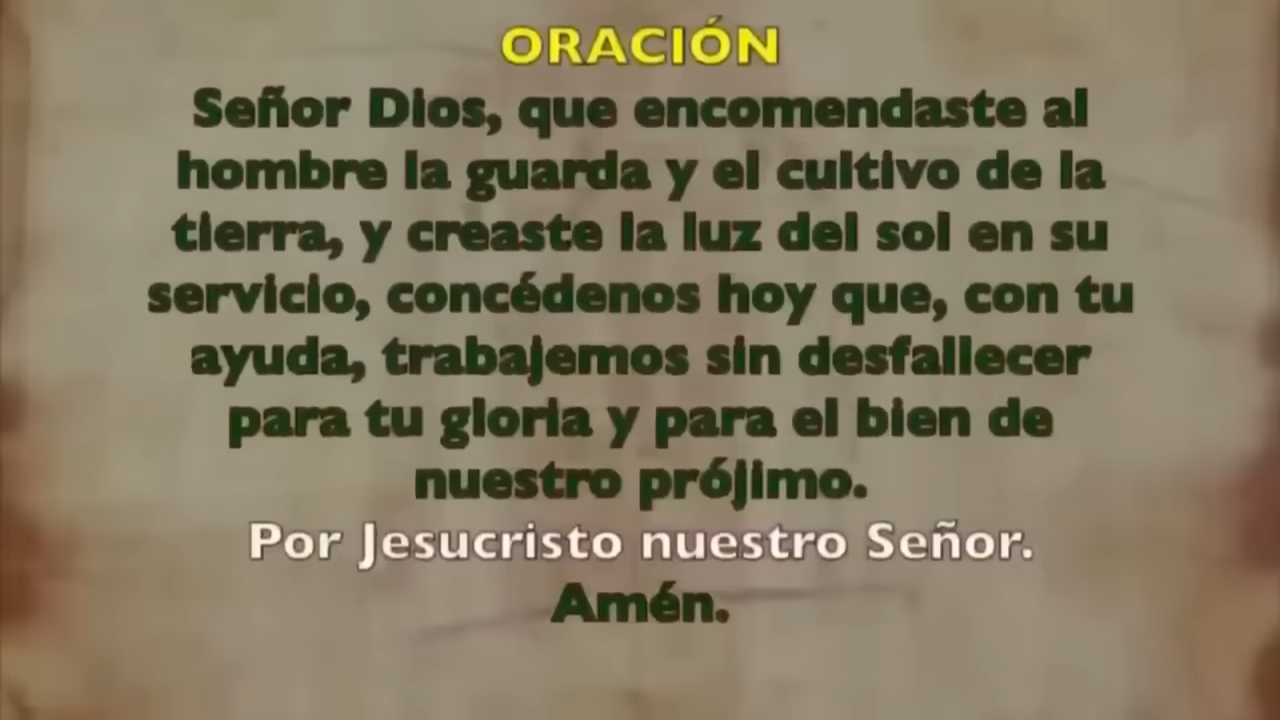 ORACIÓN
Señor Dios, que encomendaste al
hombre la guarda y el cultivo de la
tierra, y creaste la luz del sol en su
servicio, concédenos hoy que, con tu
ayuda, trabajemos sin desfallecer
para tu gloria y para el bien de
nuestro prójimo.
Por Jesucristo nuestro Señor.
Amén.